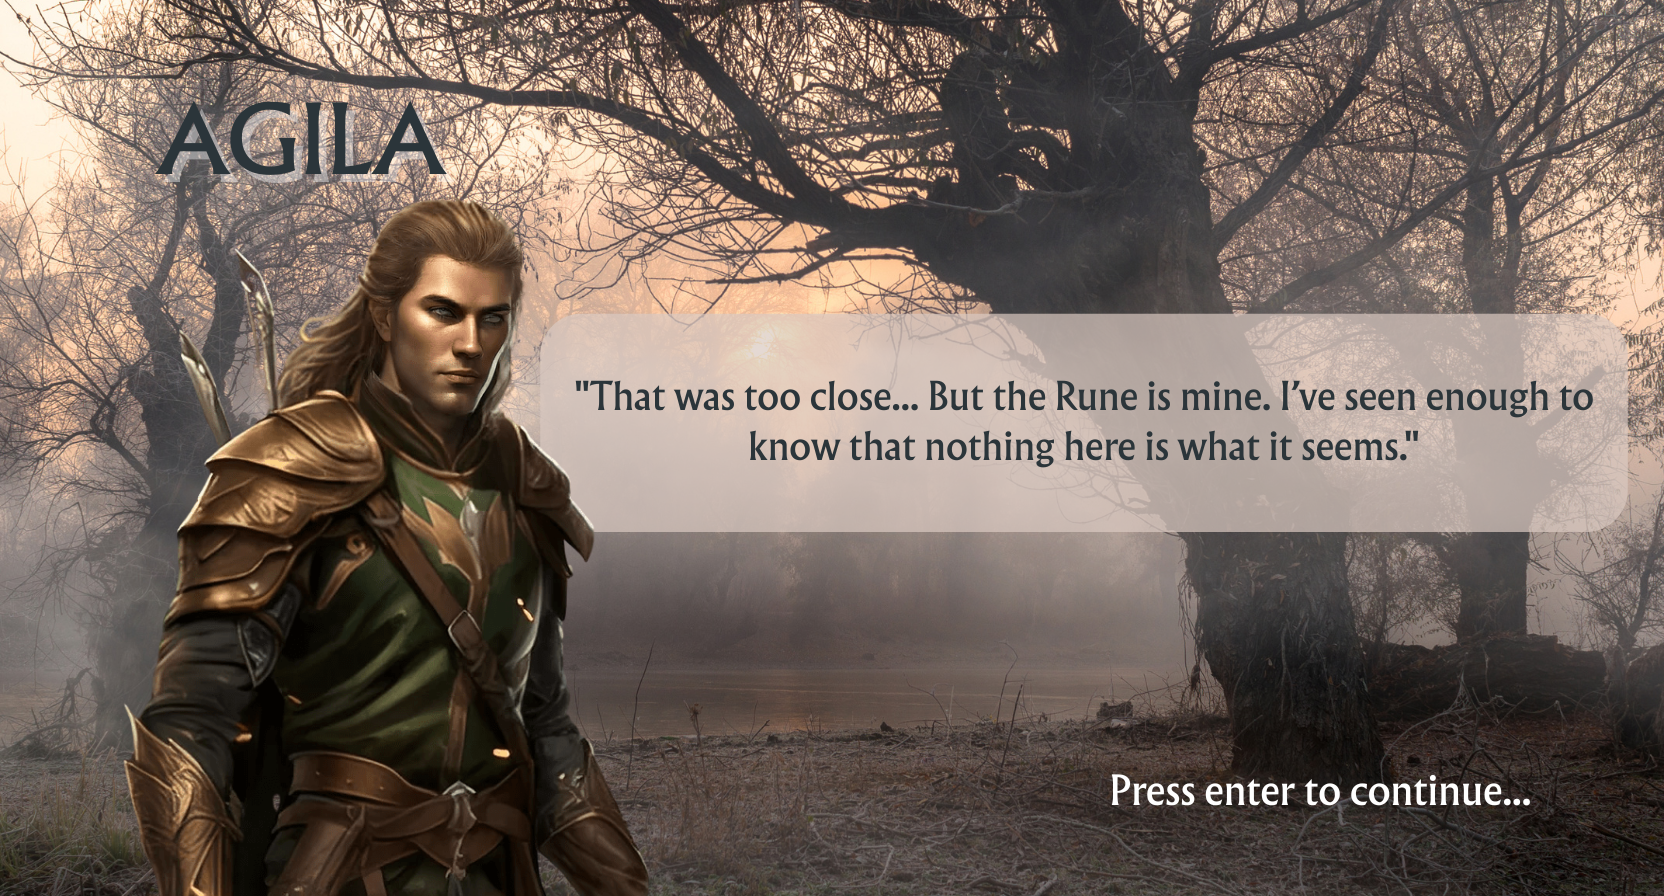 AGILA
"That was too close... But the Rune is mine. I’ve seen enough to
know that nothing here is what it seems."
Press enter to continue...